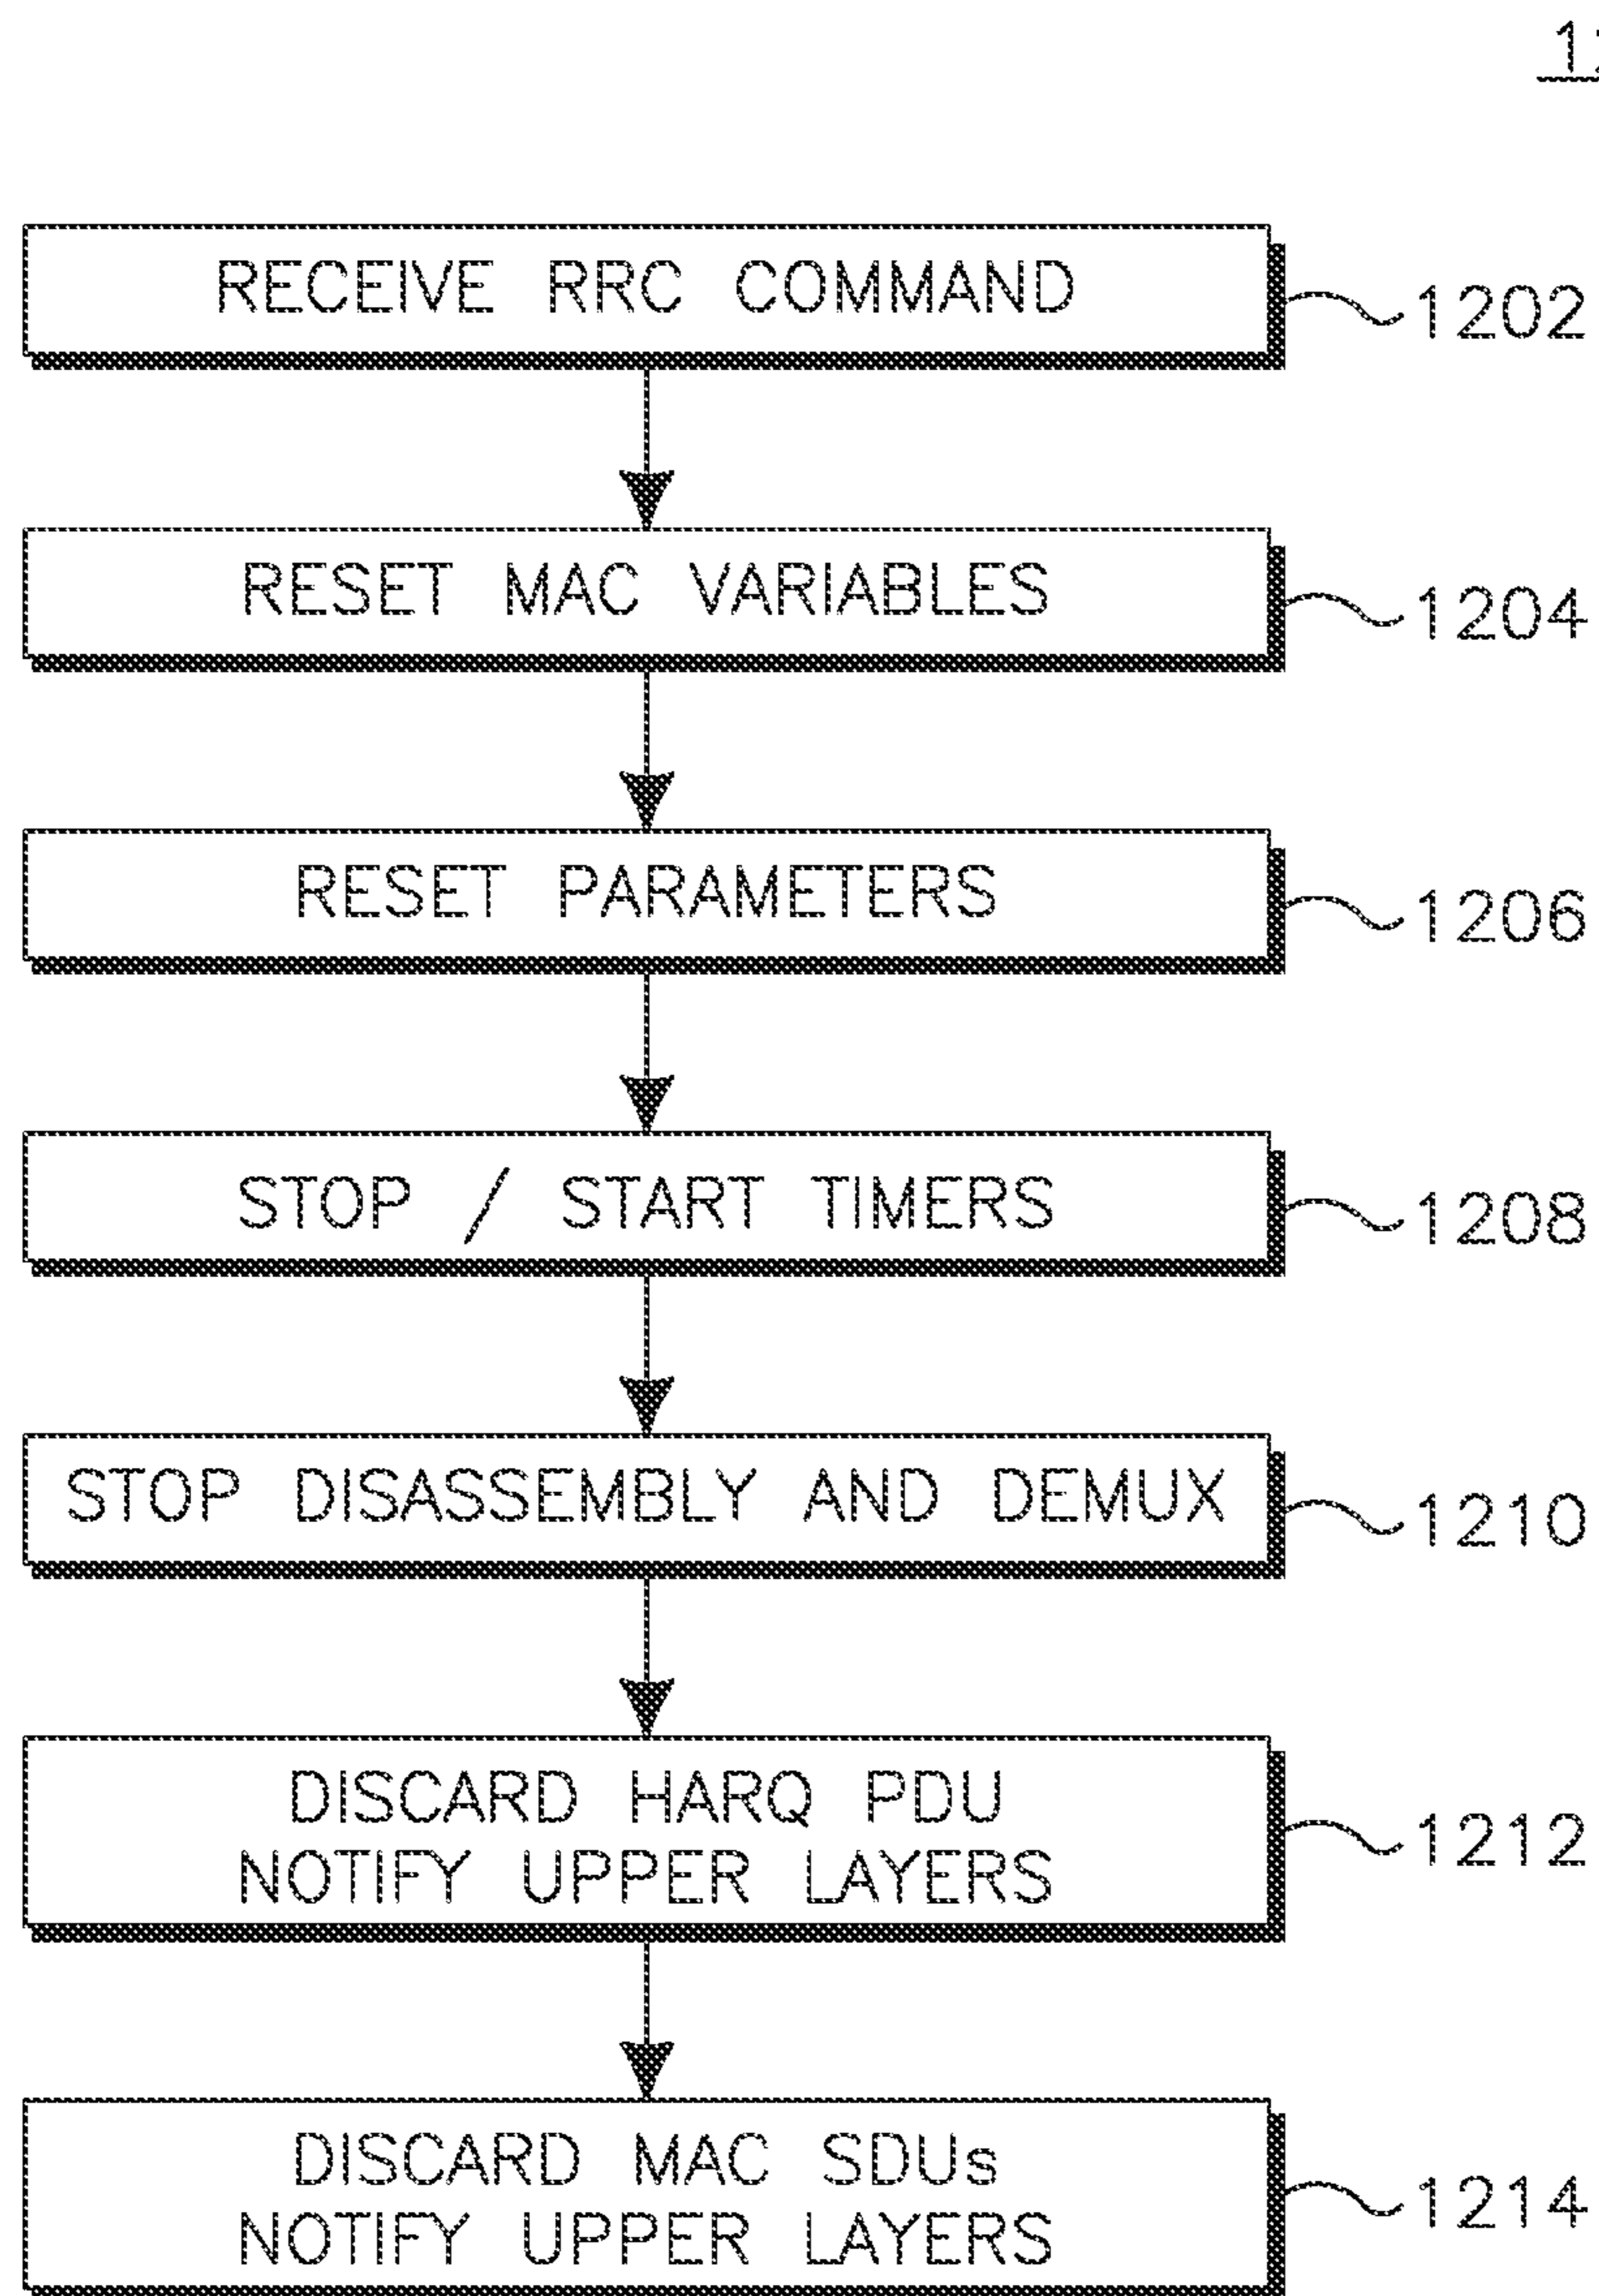 RECEIVE RRC COMMAND
1202
RESET MAC VARIABLES
1204
RESET PARAMETERS
1206
STOP / START TIMERS
1208
STOP DISASSEMBLY AND DEMUX
1210
DISCARD HARQ PDU
NOTIFY UPPER LAYERS
1212
DISCARD MAC SDUs
NOTIFY UPPER LAYERS
1214